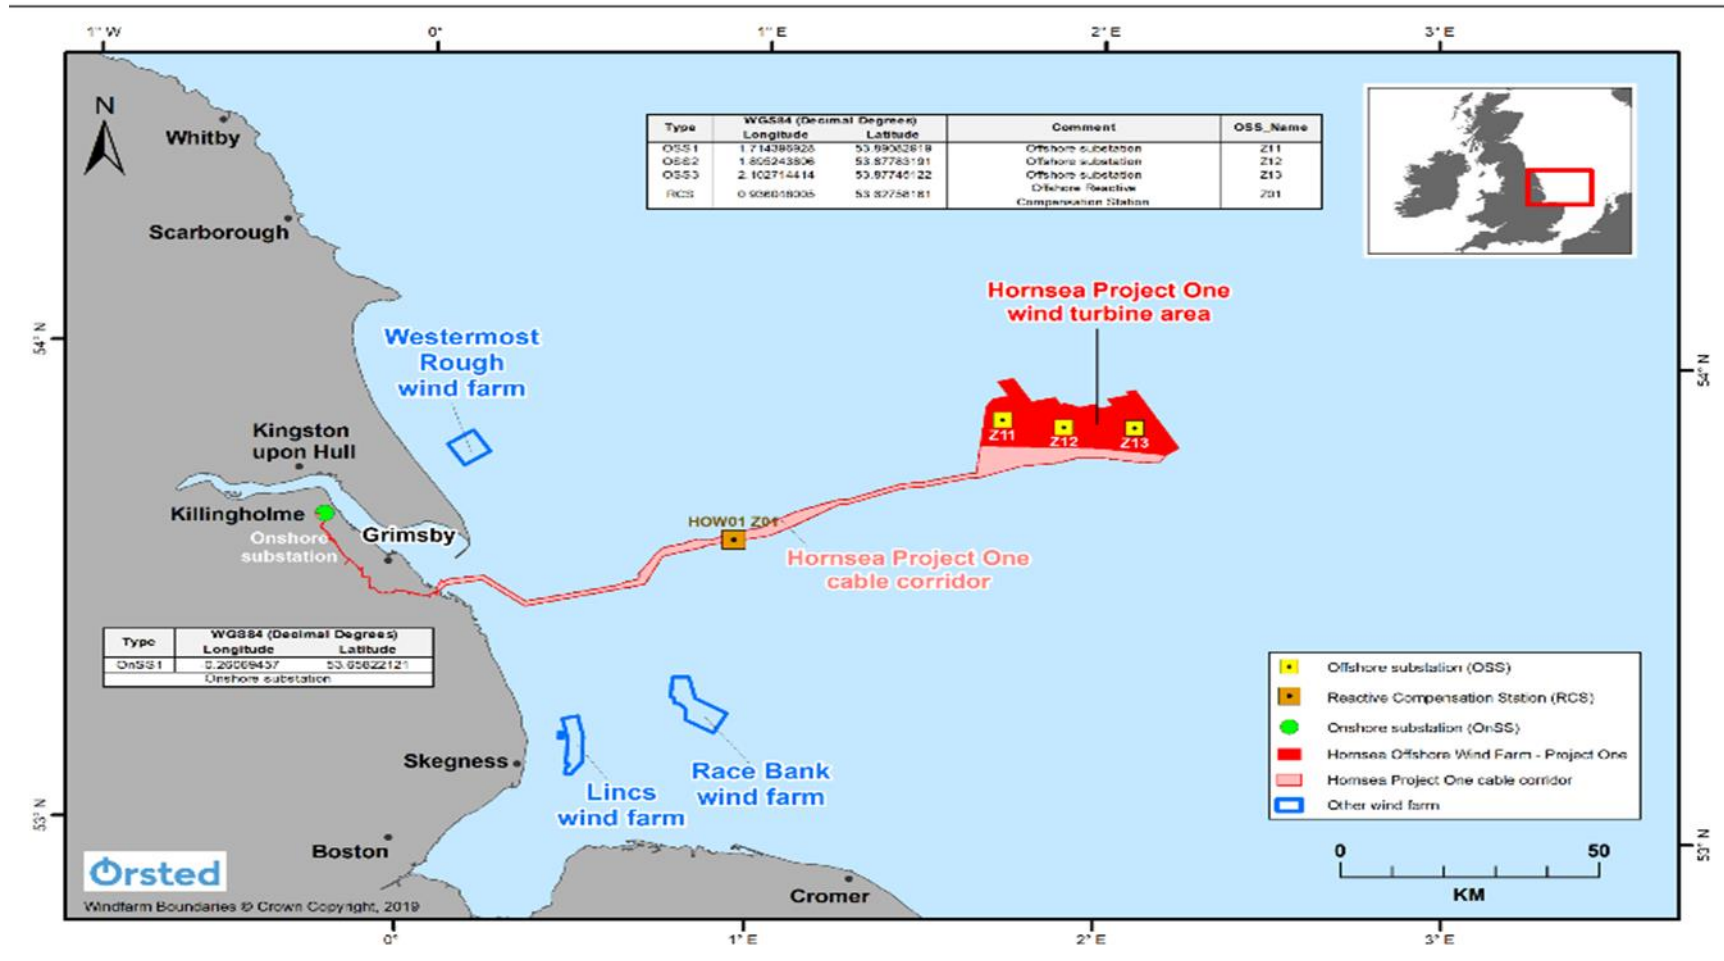 1° W 0° 1° E 2° E 3° E
N
Whitby
Scarborough
Type WGS84 (Decimal Degrees) Comment OSS_Name
Longitude Latitude
OSS1 Offshore substation Z11
OSS2 Offshore substation Z12
OSS3 2.102714414 Offshore substation Z13
RCS Offshore Reactive Z01
Compensation Station
Hornsea Project One
wind turbine area
54° N
54° N
Westermost
Rough
wind farm
Kingston
upon Hull
Z11 Z12 Z13
Killingholme
Onshore
substation
Grimsby
HOW01 Z01
Hornsea Project One
cable corridor
Type WGS84 (Decimal Degrees)
Longitude Latitude
OnSS1
Onshore substation
Offshore substation (OSS)
Reactive Compensation Station (RCS)
Onshore substation (OnSS)
Hornsea Offshore Wind Farm - Project One
Hornsea Project One cable corridor
Other wind farm
Skegness
Race Bank
wind farm
Lincs
wind farm
53° N
53° N
Boston
0 50
KM
Ørsted
Cromer
Windfarm Boundaries © Crown Copyright, 2019
0° 1° E 2° E 3° E